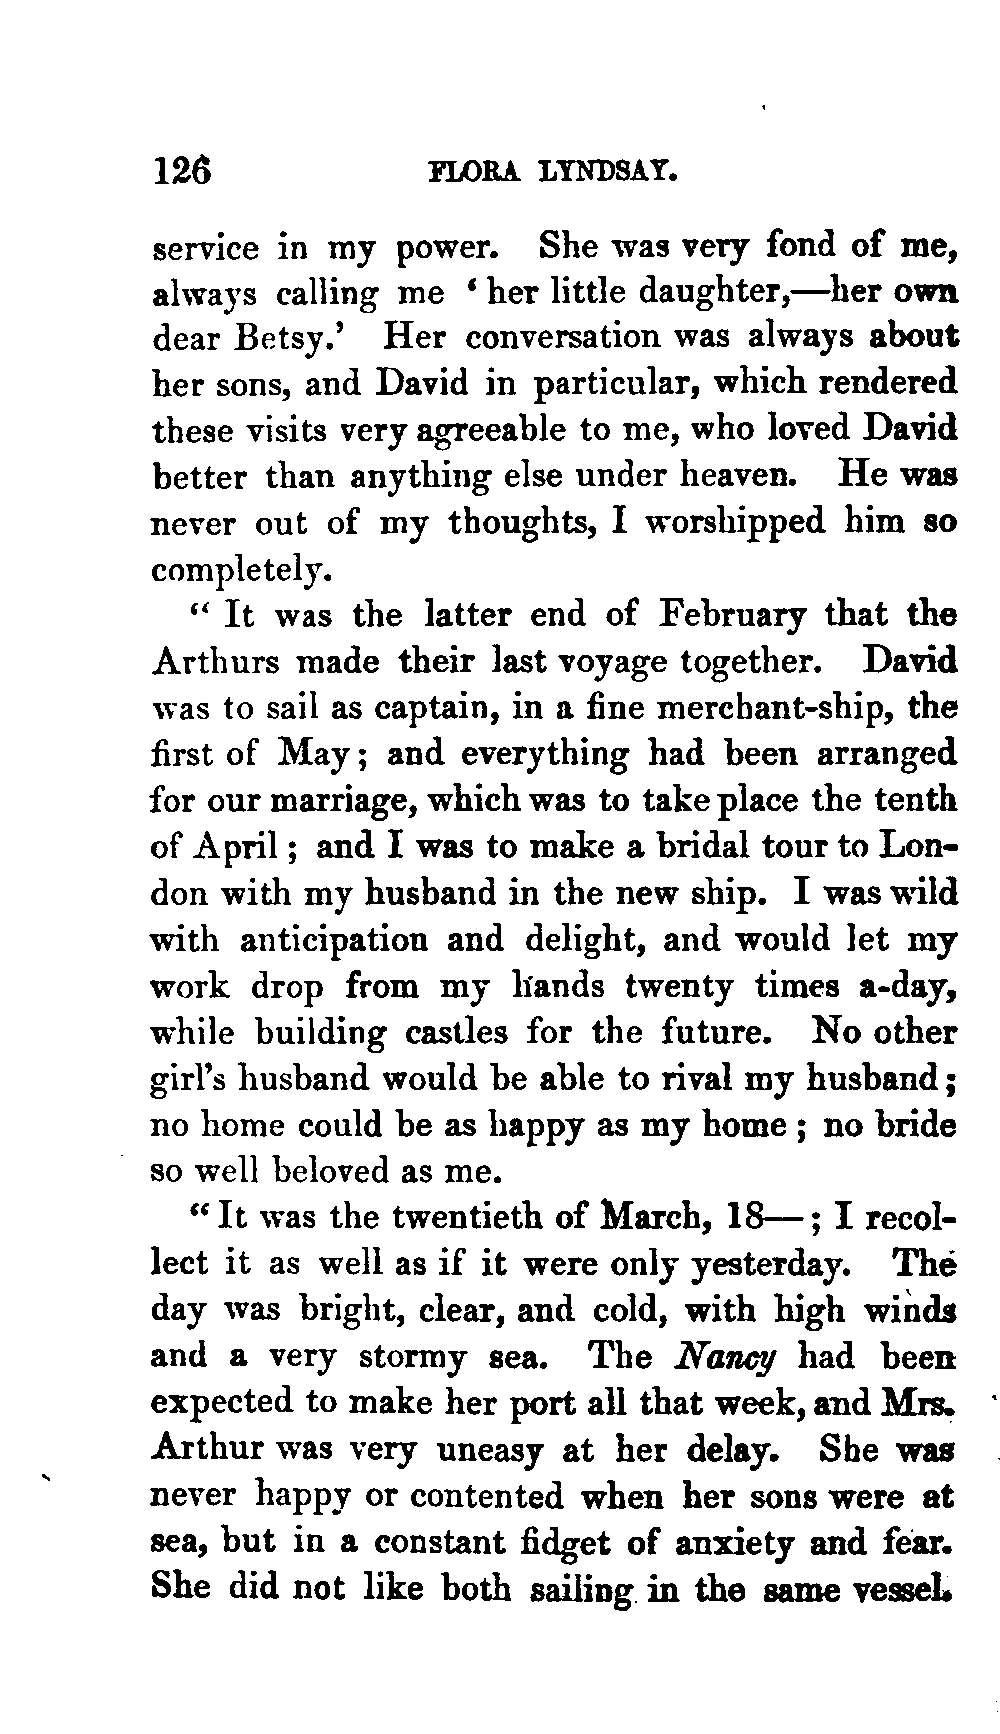 126 FLORA LYNDSAY.
service in my power. She was very fond of me,
always calling me ‘ her little daughter,—her own
dear Betsy.’ Her conversation was always about
her sons, and David in particular, which rendered
these visits very agreeable to me, who loved David
better than anything else under heaven. He was
never out of my thoughts, I worshipped him so
completely.
“ It was the latter end of February that the
Arthurs made their last voyage together. David
was to sail as captain, in a fine merchant-ship, the
first of May ; and everything had been arranged
for our marriage, which was to take place the tenth
of April ; and I was to make a bridal tour to Lon-
don with my husband in the new ship. I was wild
with anticipation and delight, and would let my
work drop from my hands twenty times a-day,
while building castles for the future. No other
girl’s husband would be able to rival my husband ;
no home could be as happy as my home ; no bride
so well beloved as me.
“ It was the twentieth of March, 18— ; I recol-
lect it as well as if it were only yesterday. The
day was bright, clear, and cold, with high winds
and a very stormy sea. The Nancy had been
expected to make her port all that week, and Mrs.
Arthur was very uneasy at her delay. She was
never happy or contented when her sons were at
sea, but in a constant fidget of anxiety and fear.
She did not like both sailing in the same vessel.